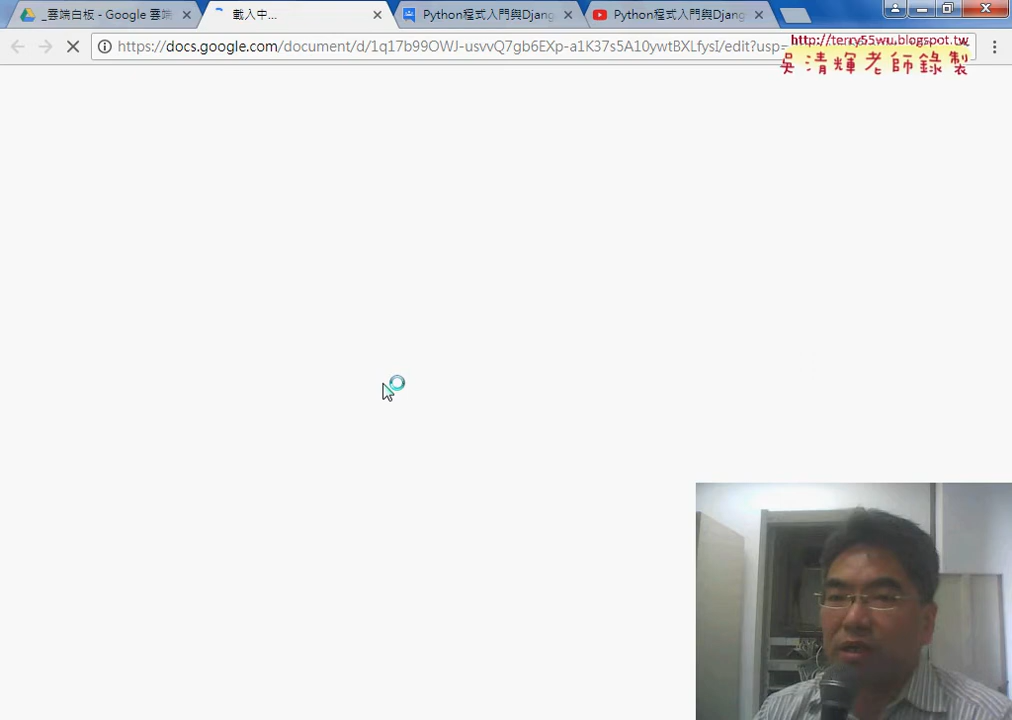 _雲端白板 - Google 雲端
載入中...
Python程式入門與Djang
Python程式入門與Djang
https://docs.google.com/document/d/1q17b99OWJ-usvvQ7gb6EXp-a1K37s5A10ywtBXLfysI/edit?usp=
http://terry55wu.blogspot.tw
吳清輝老師錄製